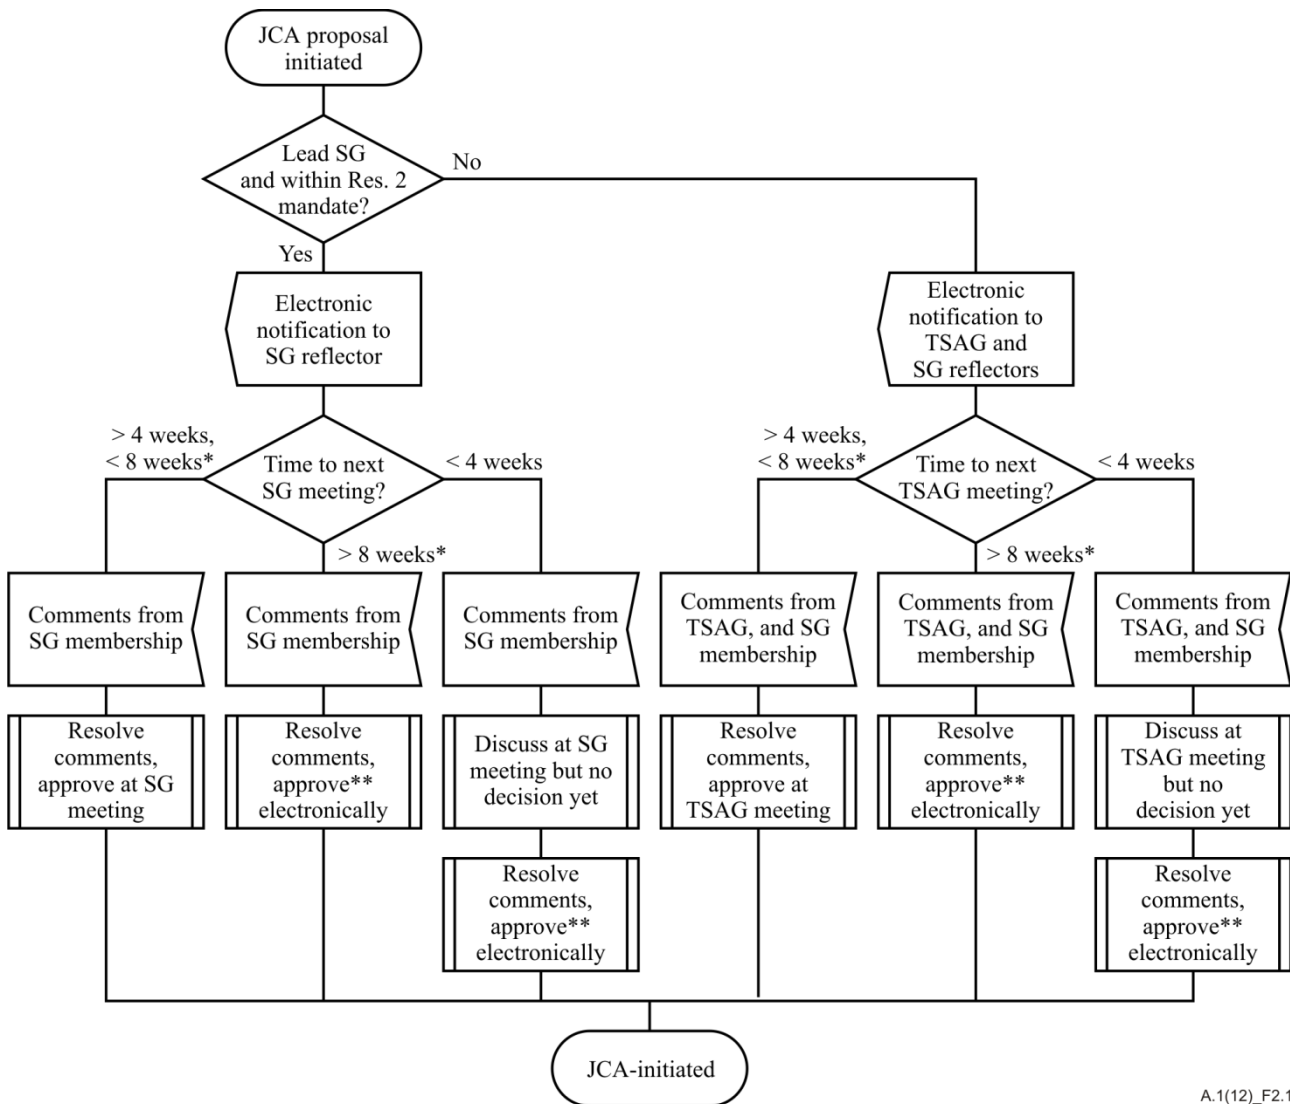 JCA proposal
initiated
Lead SG
and within Res. 2
mandate?
No
Yes
Electronic
notification to
SG reflector
Electronic
notification to
TSAG and
SG reflectors
> 4 weeks,
< 8 weeks*
Time to next
SG meeting?
< 4 weeks
> 8 weeks*
> 4 weeks,
< 8 weeks*
Time to next
TSAG meeting?
< 4 weeks
> 8 weeks*
Comments from
SG membership
Comments from
SG membership
Comments from
SG membership
Comments from
TSAG, and SG
membership
Comments from
TSAG, and SG
membership
Comments from
TSAG, and SG
membership
Resolve
comments,
approve at SG
meeting
Resolve
comments,
approve**
electronically
Discuss at SG
meeting but no
decision yet
Resolve
comments,
approve at
TSAG meeting
Resolve
comments,
approve**
electronically
Discuss at
TSAG meeting
but no
decision yet
Resolve
comments,
approve**
electronically
Resolve
comments,
approve**
electronically
JCA-initiated
A.1(12)_F2.1